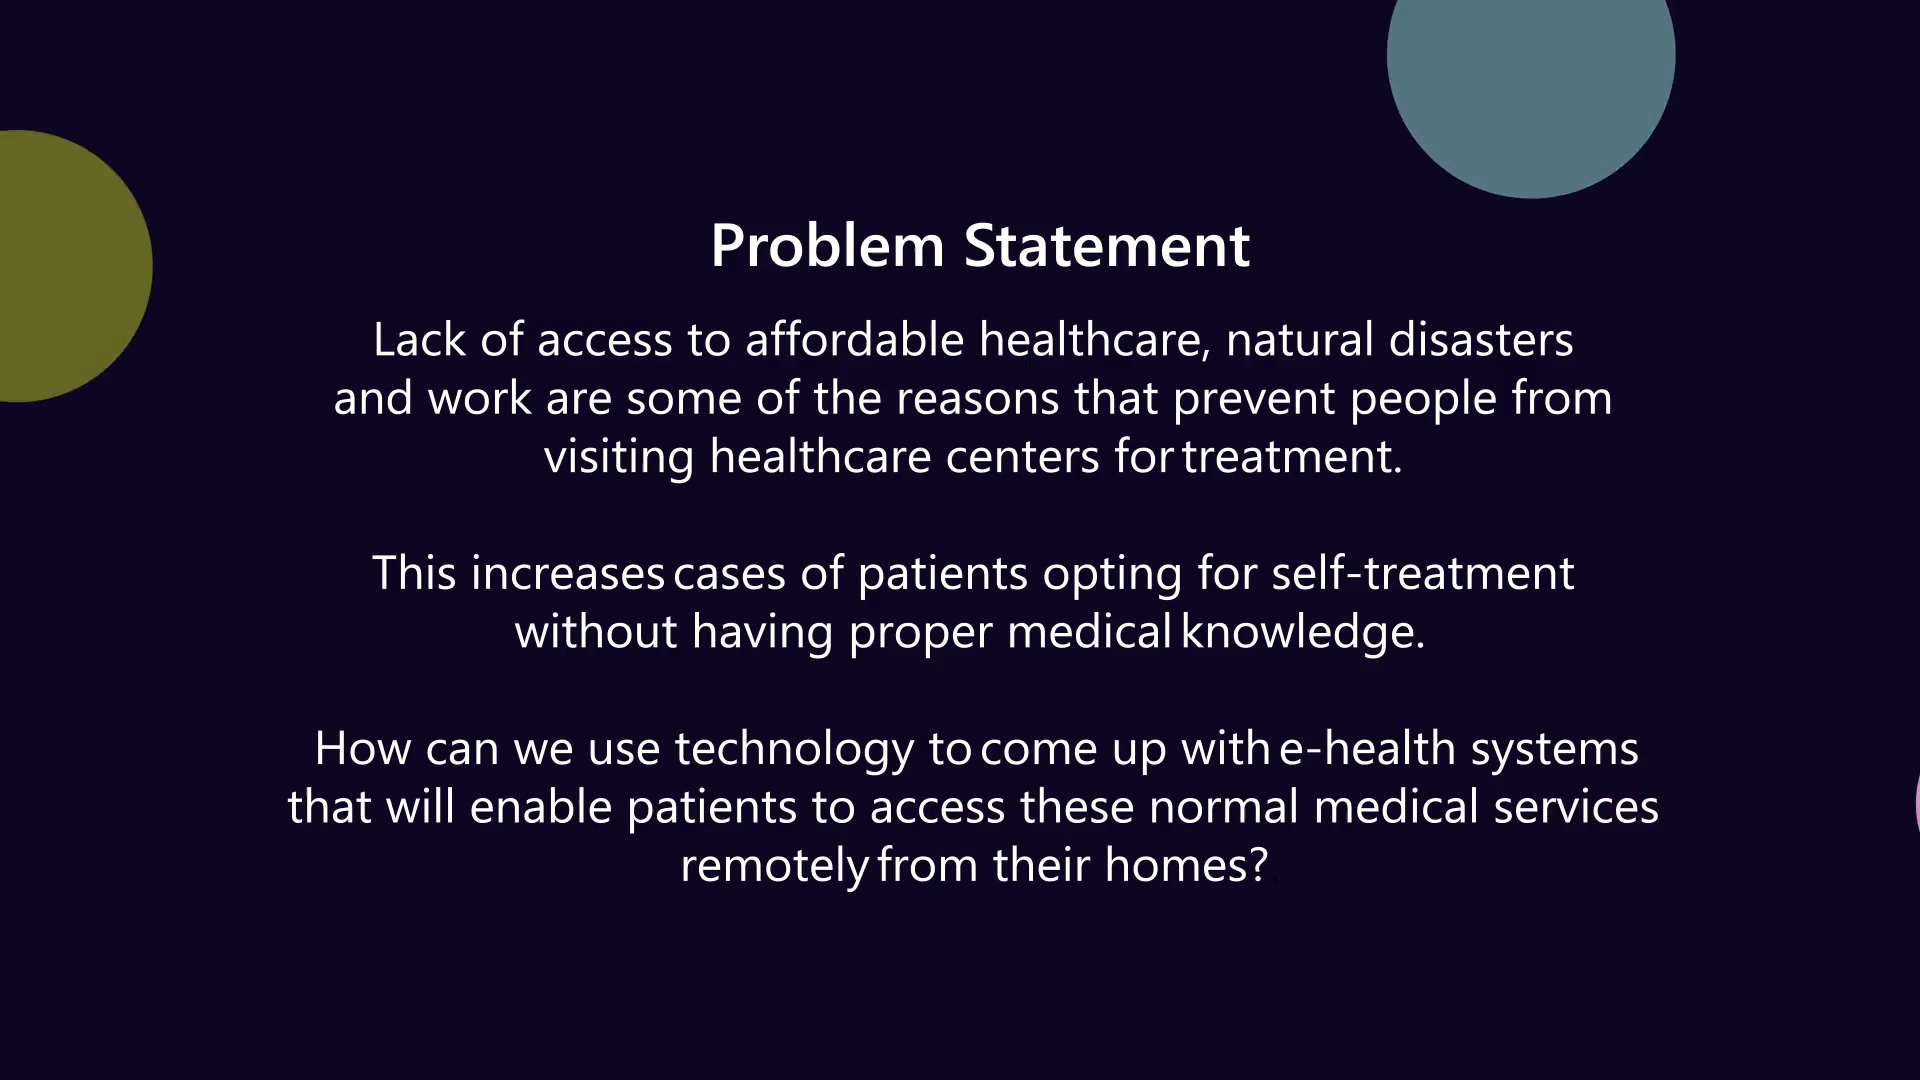 Problem Statement
Lack of access to affordable healthcare, natural disasters
and work are some of the reasons that prevent people from
visiting healthcare centers for treatment.
This increases cases of patients opting for self-treatment
without having proper medical knowledge.
How can we use technology to come up with e-health systems
that will enable patients to access these normal medical services
remotely from their homes?